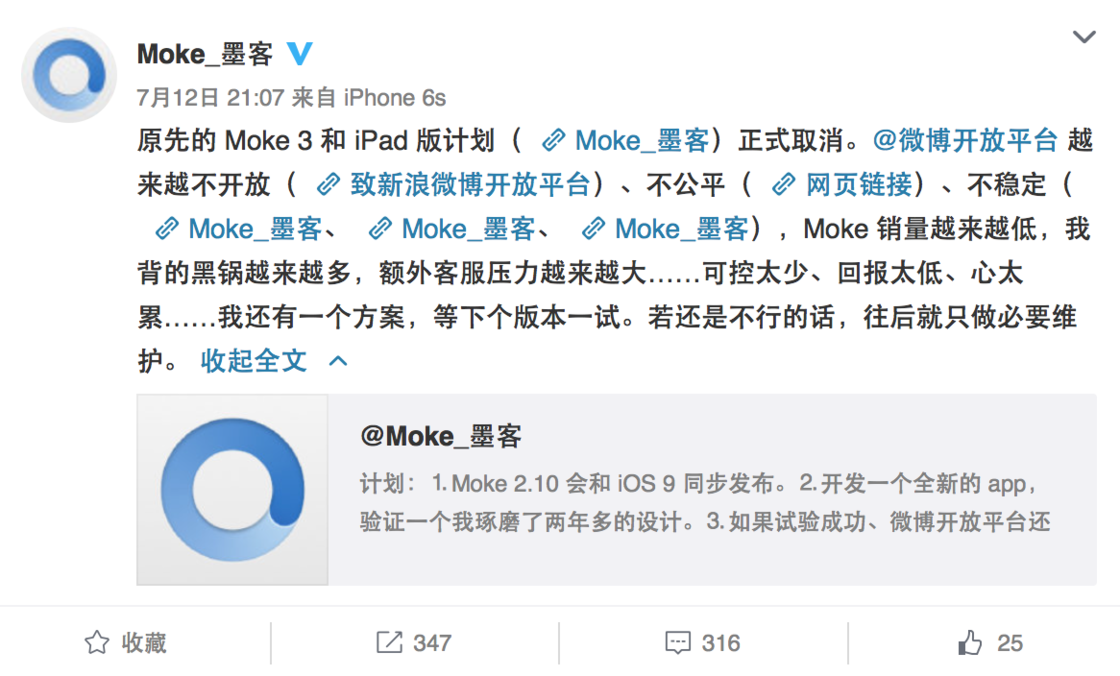 Moke_墨客
7月12日 21:07 来自 iPhone 6s
原先的 Moke 3 和 iPad 版计划（ Moke_墨客）正式取消。@微博开放平台 越
来越不开放（ 致新浪微博开放平台）、不公平（ 网页链接）、不稳定（
Moke_墨客、 Moke_墨客、 Moke_墨客），Moke 销量越来越低，我
背的黑锅越来越多，额外客服压力越来越大……可控太少、回报太低、心太
累……我还有一个方案，等下个版本一试。若还是不行的话，往后就只做必要维
护。 收起全文
@Moke_墨客
计划：1.Moke 2.10 会和 iOS 9 同步发布。2.开发一个全新的 app，
验证一个我琢磨了两年多的设计。3.如果试验成功、微博开放平台还
收藏 347 316 25